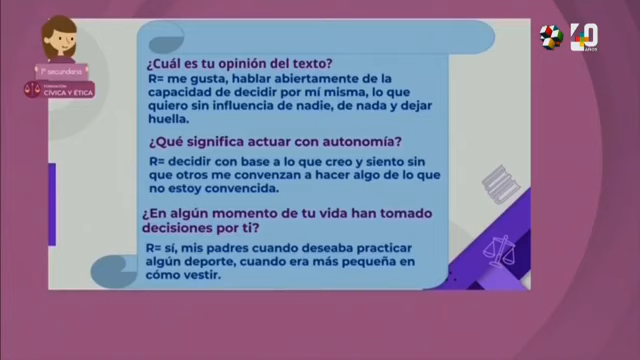 1° secundaria
CÍVICA Y ÉTICA
40
AÑOS
¿Cuál es tu opinión del texto?
R= me gusta, hablar abiertamente de la
capacidad de decidir por mí misma, lo que
quiero sin influencia de nadie, de nada y dejar
huella.
¿Qué significa actuar con autonomía?
R= decidir con base a lo que creo y siento sin
que otros me convenzan a hacer algo de lo que
no estoy convencida.
¿En algún momento de tu vida han tomado
decisiones por ti?
R= sí, mis padres cuando deseaba practicar
algún deporte, cuando era más pequeña en
cómo vestir.